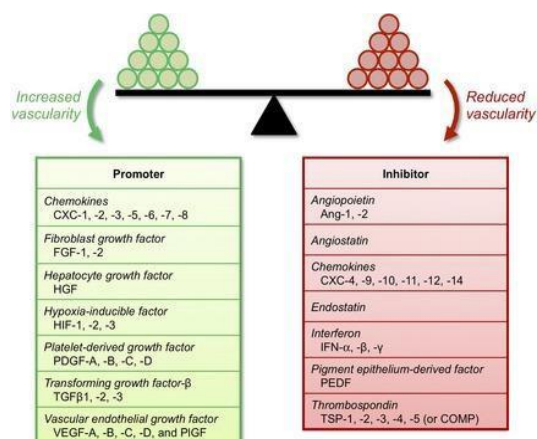 Increased
vascularity
Reduced
vascularity
Promoter
Chemokines
CXC-1, -2, -3, -5, -6, -7, -8
Fibroblast growth factor
FGF-1, -2
Hepatocyte growth factor
HGF
Hypoxia-inducible factor
HIF-1, -2, -3
Platelet-derived growth factor
PDGF-A, -B, -C, -D
Transforming growth factor-β
TGFβ1, -2, -3
Vascular endothelial growth factor
VEGF-A, -B, -C, -D, and PlGF
Inhibitor
Angiopoietin
Ang-1, -2
Angiostatin
Chemokines
CXC-4, -9, -10, -11, -12, -14
Endostatin
Interferon
IFN-α, -β, -γ
Pigment epithelium-derived factor
PEDF
Thrombospondin
TSP-1, -2, -3, -4, -5 (or COMP)